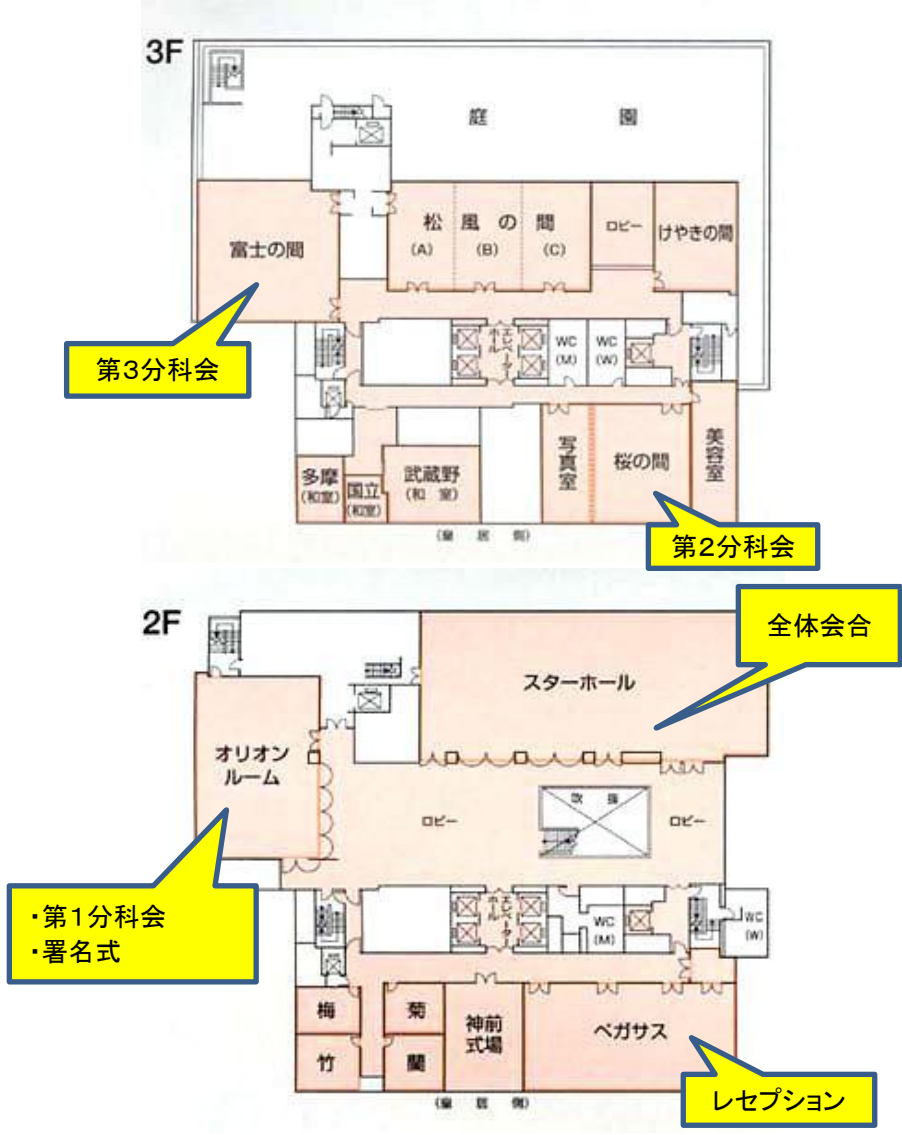 3F
庭 園
松 風 の 間
(A) (B) (C)
ロビー
けやきの間
富士の間
エレベーター
ホール
WC
(M)
WC
(W)
第3分科会
多摩
(和室)
国立
(和室)
武蔵野
(和 室)
写真室
桜の間
美容室
(皇 居 側)
第2分科会
2F
全体会合
スターホール
オリオン
ルーム
ロビー
吹 抜
ロビー
・第1分科会
・署名式
エレベーター
ホール
WC
(M)
WC
(W)
梅
菊
竹
蘭
神前
式場
ペガサス
(皇 居 側)
レセプション